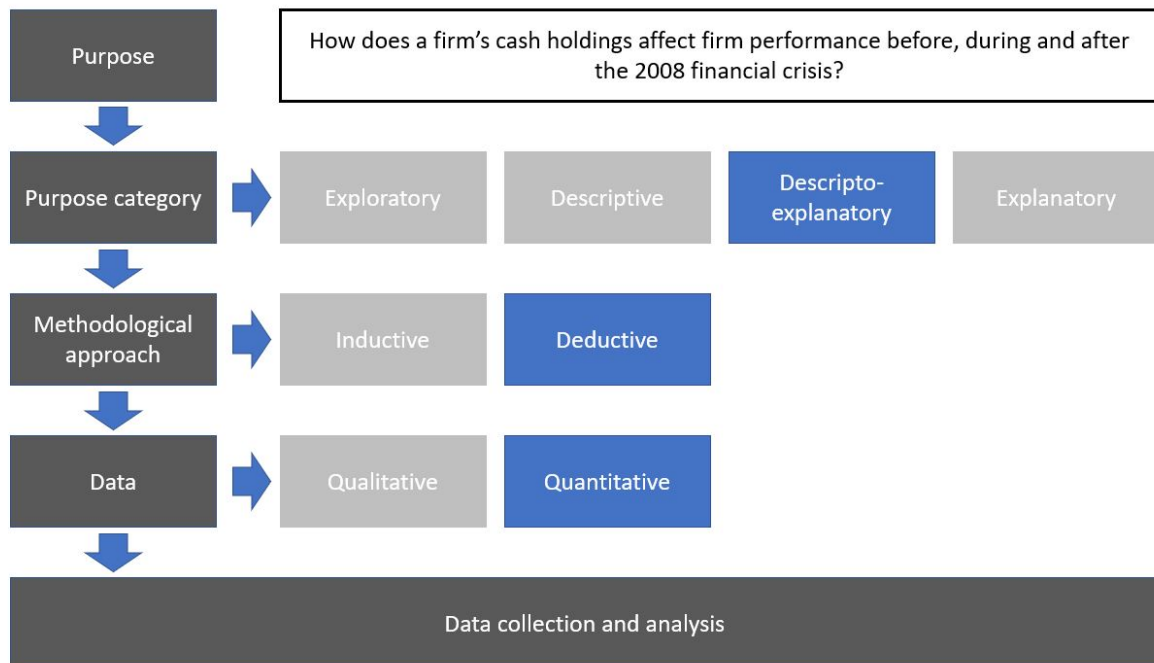 Purpose
How does a firm’s cash holdings affect firm performance before, during and after
the 2008 financial crisis?
Purpose category
Exploratory
Descriptive
Descripto-
explanatory
Explanatory
Methodological
approach
Inductive
Deductive
Data
Qualitative
Quantitative
Data collection and analysis